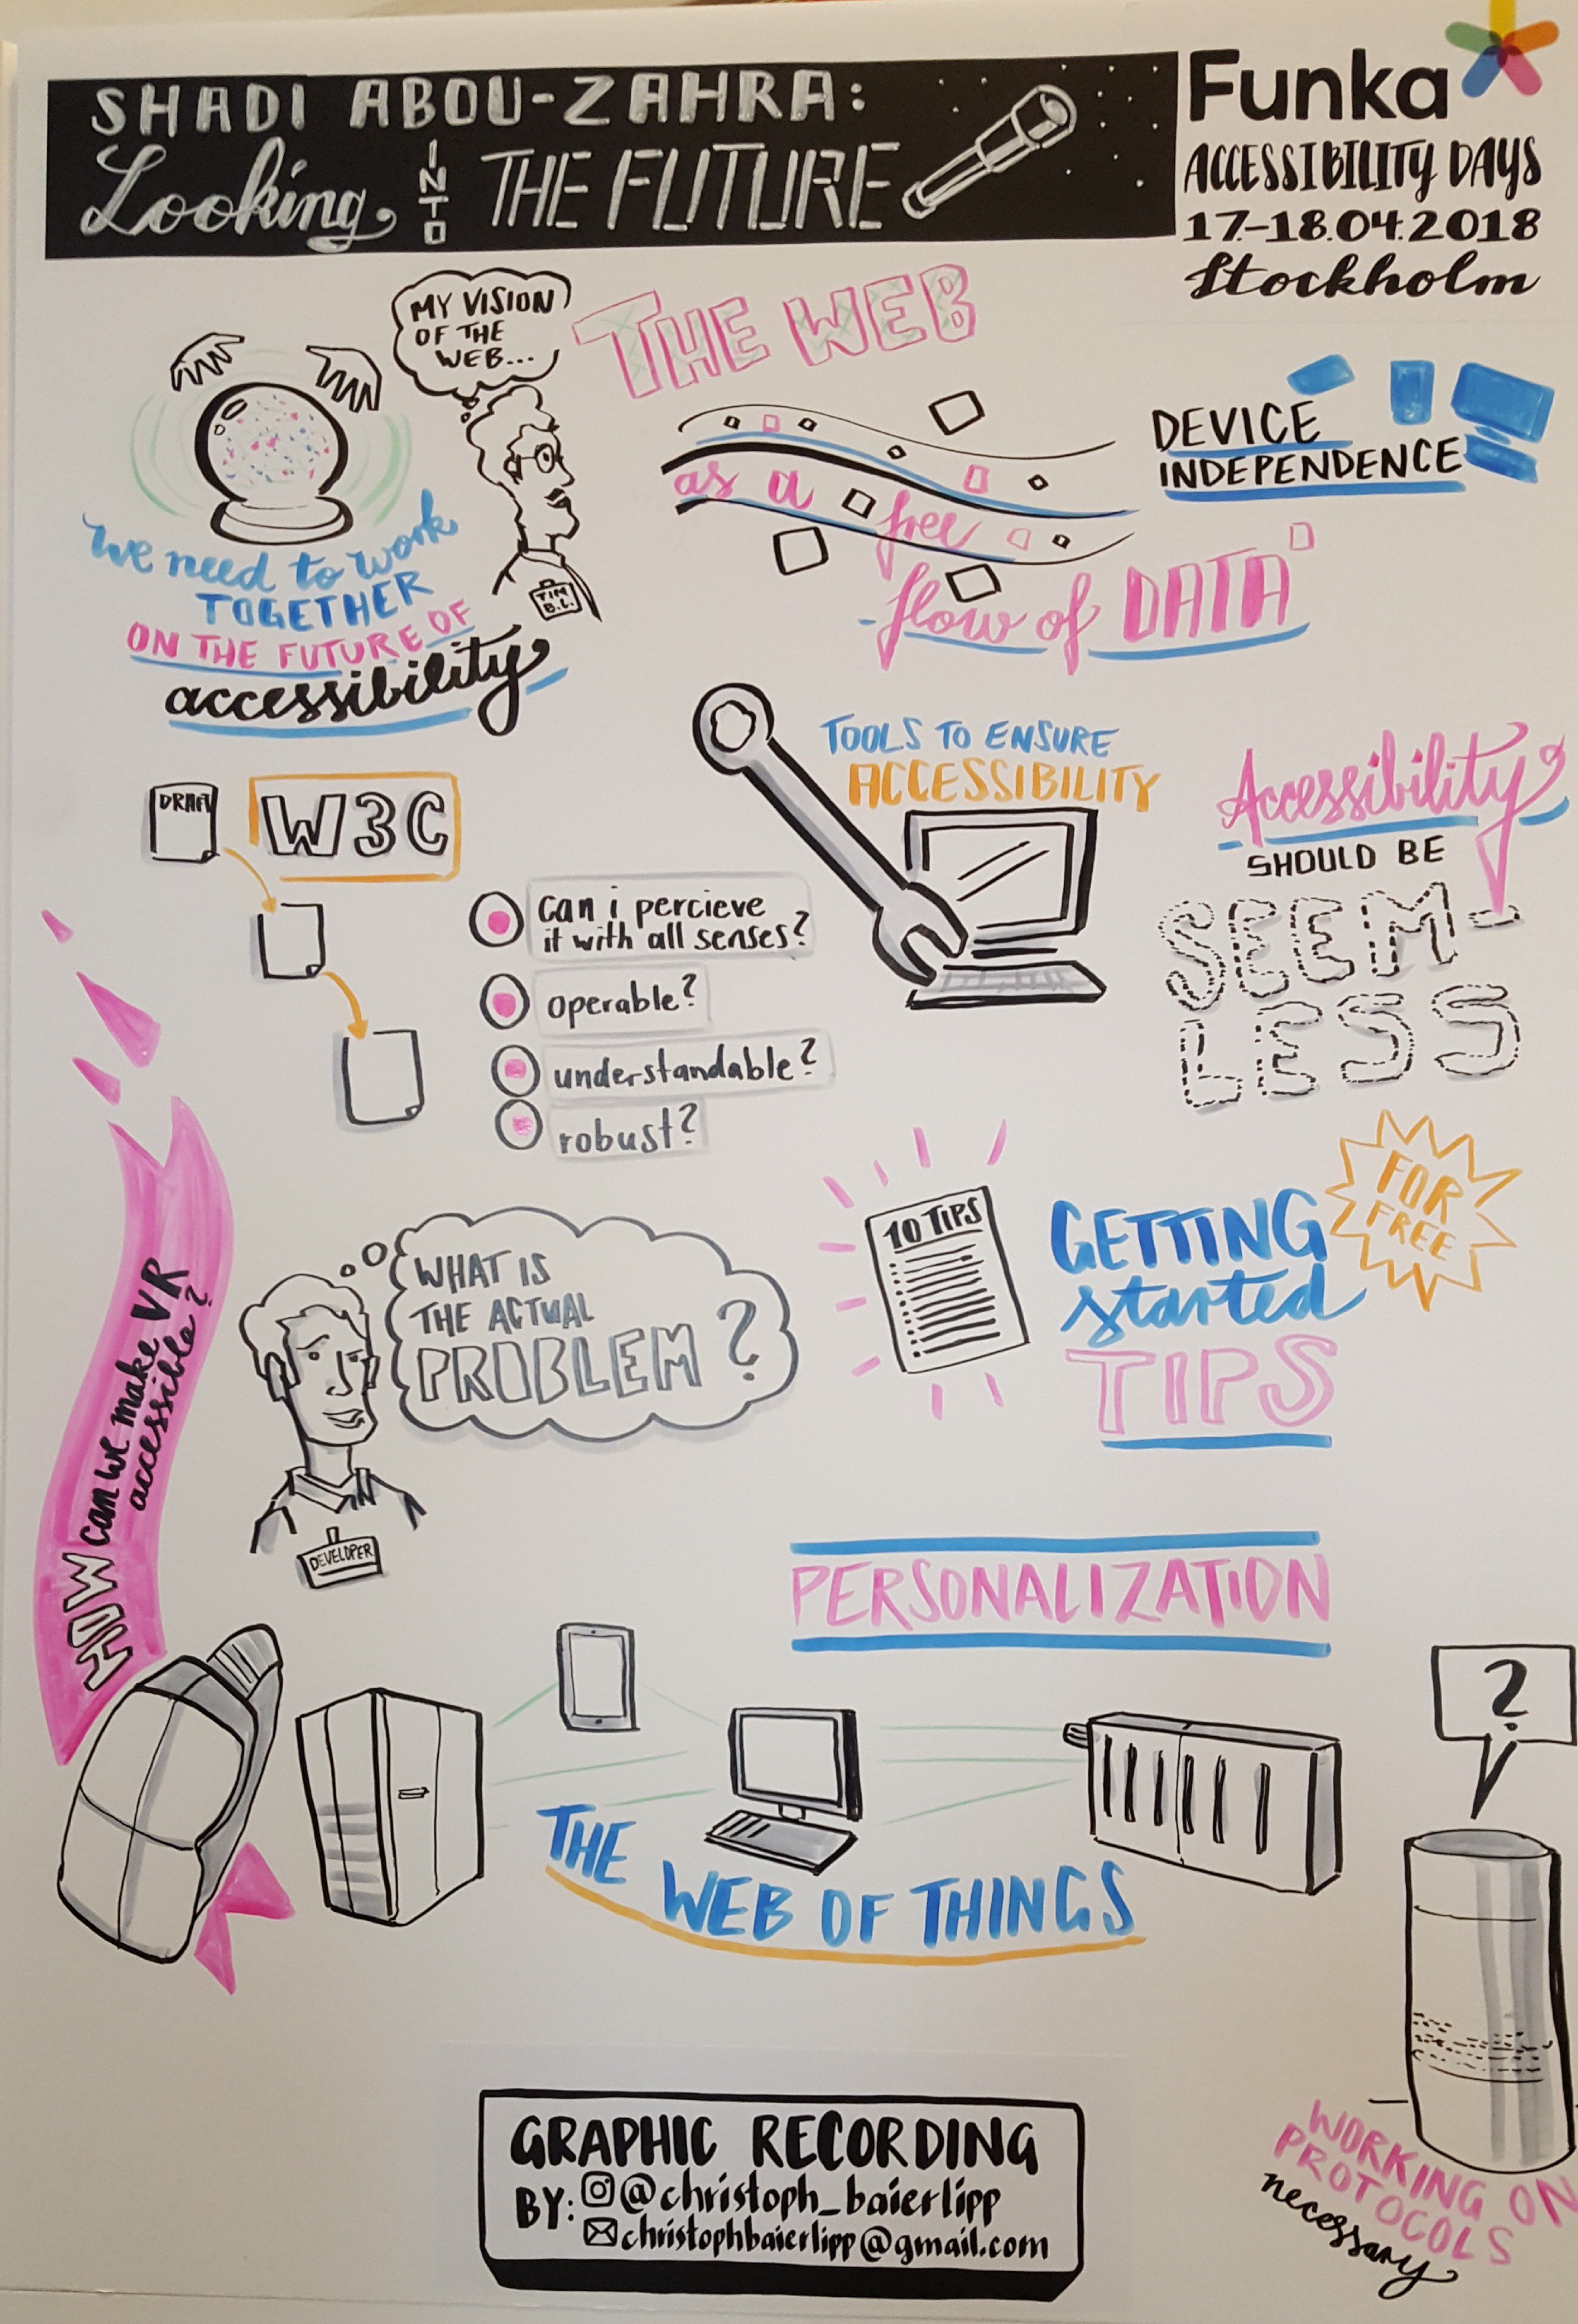 SHADI ABOU-ZAHRA:
Looking INTO THE FUTURE
Funka
ACCESSIBILITY DAYS
17.-18.04.2018
Stockholm
MY VISION
OF THE
WEB...
TIM
B.L.
We need to work
TOGETHER
ON THE FUTURE OF
accessibility
THE WEB
as a free
flow of DATA
DEVICE
INDEPENDENCE
TOOLS TO ENSURE
ACCESSIBILITY
Accessibility
SHOULD BE
SEEM-
LESS
DRAFT
W3C
can i percieve
it with all senses?
operable?
understandable?
robust?
HOW can we make VR
accessible?
WHAT IS
THE ACTUAL
PROBLEM?
DEVELOPER
10 TIPS
GETTING
started
TIPS
FOR
FREE
PERSONALIZATION
THE WEB OF THINGS
?
WORKING ON
PROTOCOLS
necessary
GRAPHIC RECORDING
BY: @christoph_baierlipp
christophbaierlipp@gmail.com